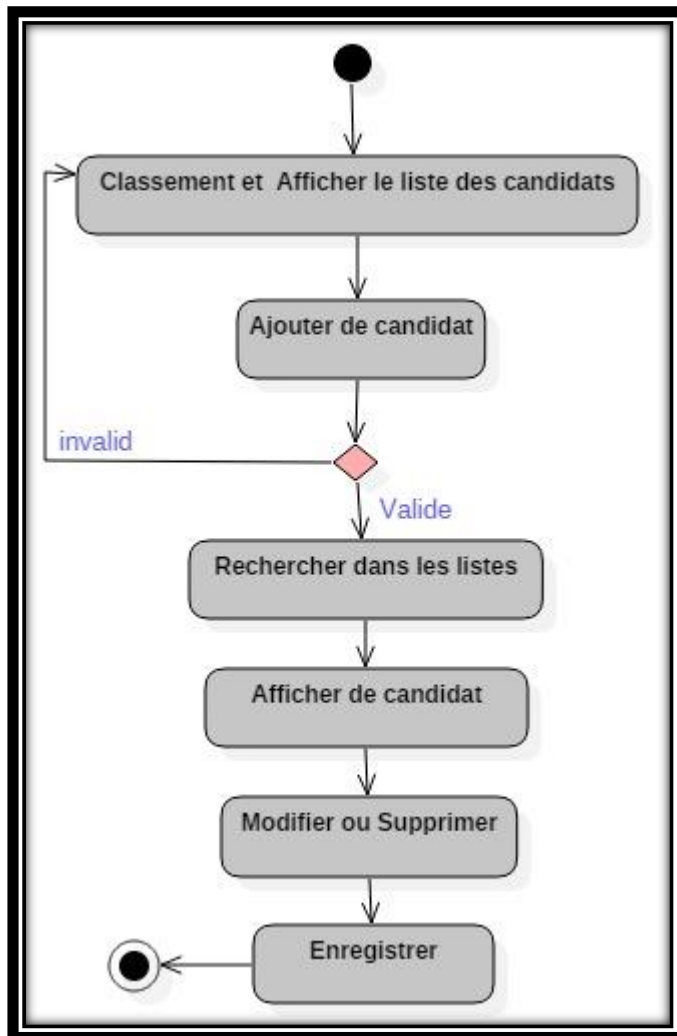 Classement et  Afficher le liste des candidats
Ajouter de candidat
invalid
Valide
Rechercher dans les listes
Afficher de candidat
Modifier ou Supprimer
Enregistrer